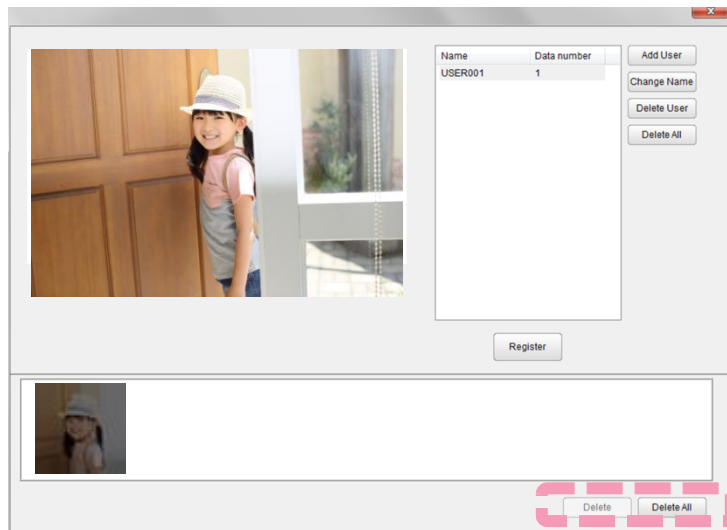 Name Data number
USER001 1
Add User
Change Name
Delete User
Delete All
Register
Delete Delete All